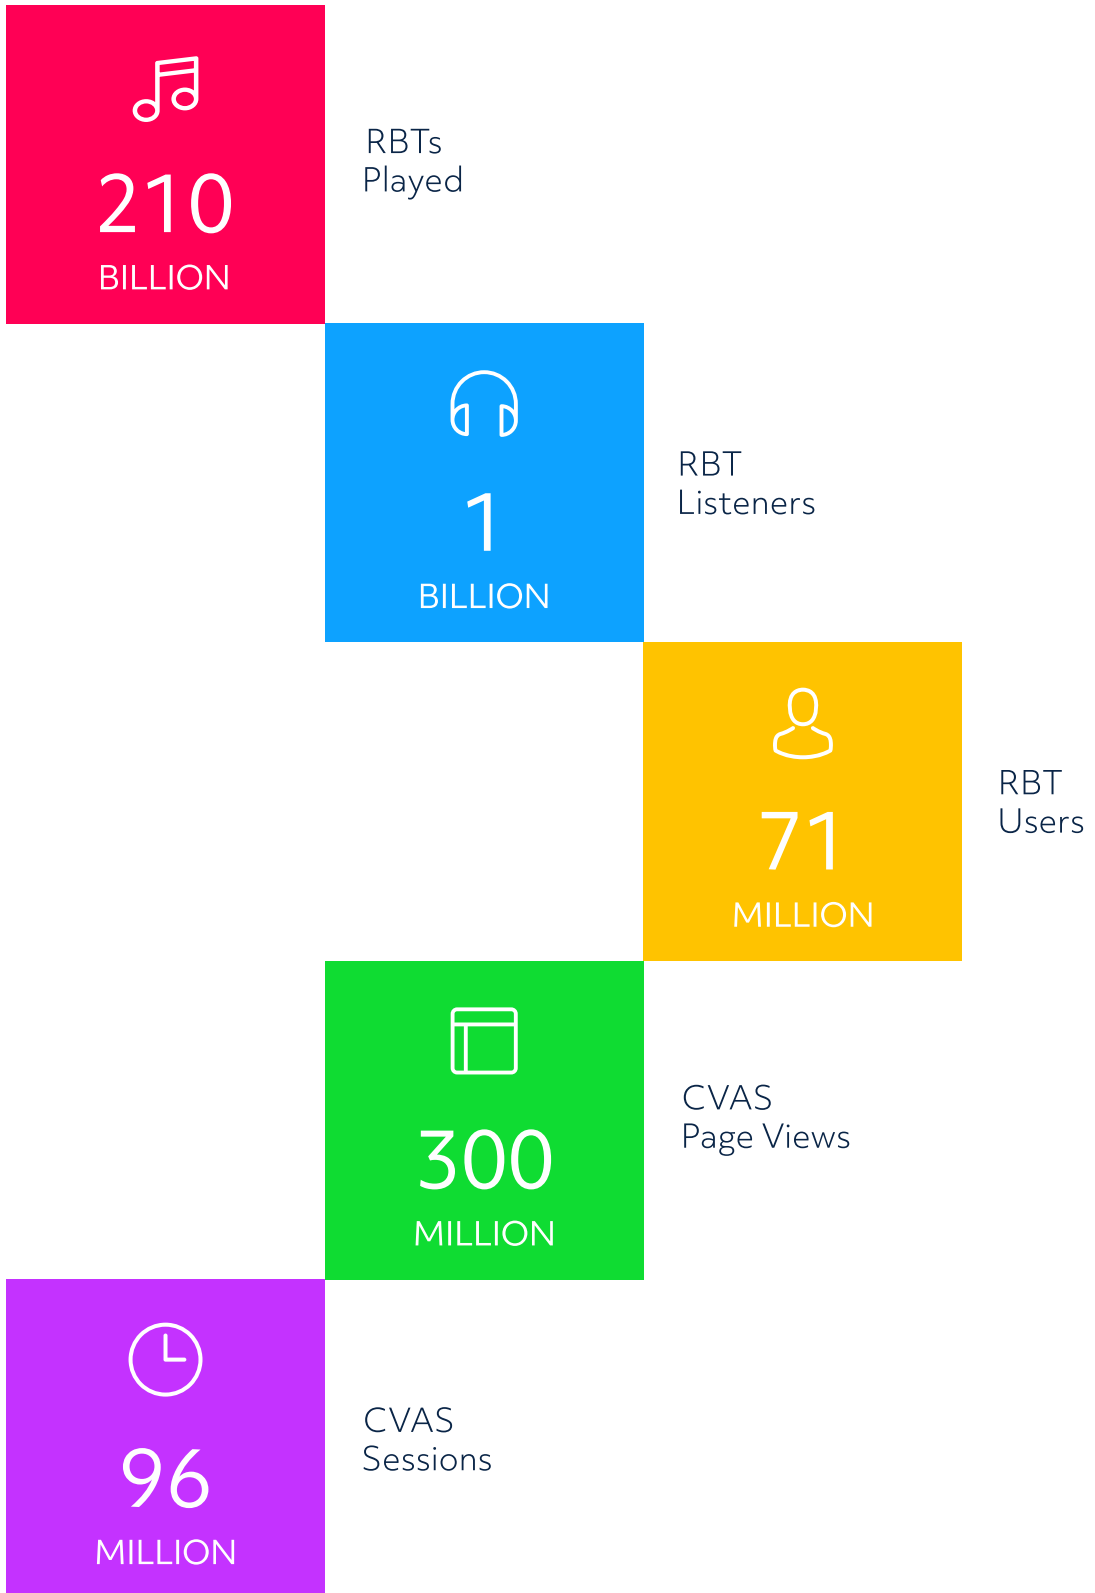 210
BILLION
RBTs
Played
1
BILLION
RBT
Listeners
71
MILLION
RBT
Users
300
MILLION
CVAS
Page Views
96
MILLION
CVAS
Sessions